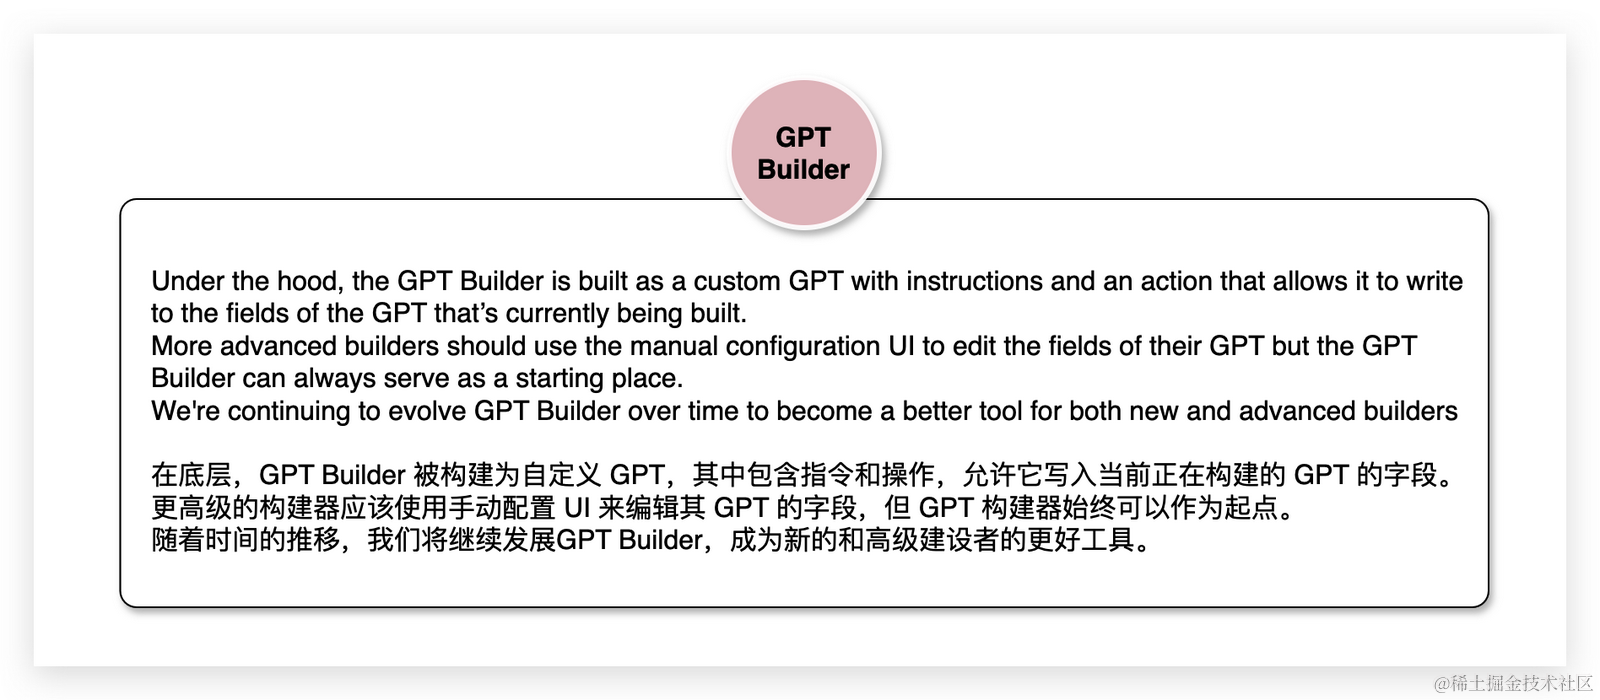 GPT
Builder
Under the hood, the GPT Builder is built as a custom GPT with instructions and an action that allows it to write
to the fields of the GPT that’s currently being built.
More advanced builders should use the manual configuration UI to edit the fields of their GPT but the GPT
Builder can always serve as a starting place.
We're continuing to evolve GPT Builder over time to become a better tool for both new and advanced builders
在底层，GPT Builder 被构建为自定义 GPT，其中包含指令和操作，允许它写入当前正在构建的 GPT 的字段。
更高级的构建器应该使用手动配置 UI 来编辑其 GPT 的字段，但 GPT 构建器始终可以作为起点。
随着时间的推移，我们将继续发展GPT Builder，成为新的和高级建设者的更好工具。
@稀土掘金技术社区